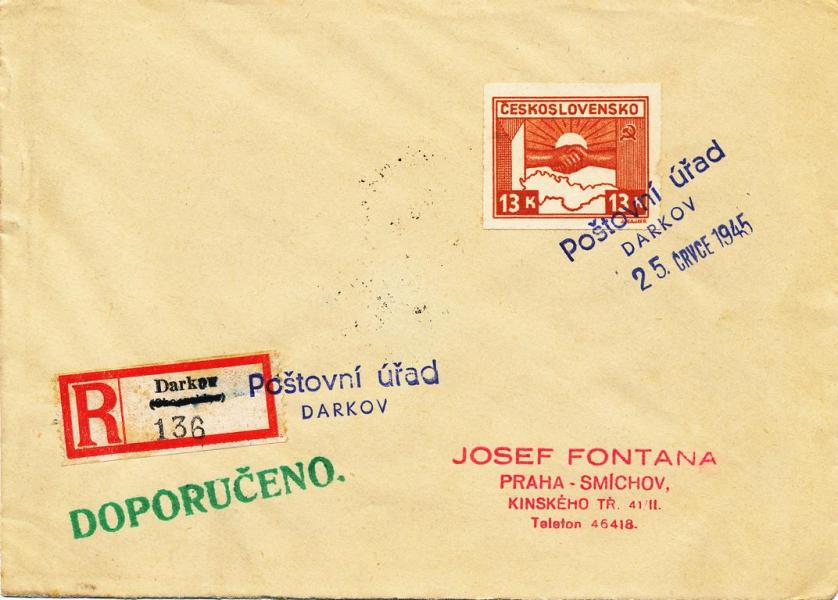 ČESKOSLOVENSKO
13 K 13 K
Poštovní úřad
DARKOV
25. ČRVCE 1945
R
Darkow
136
Poštovní úřad
DARKOV
DOPORUČENO.
JOSEF FONTANA
PRAHA - SMÍCHOV,
KINSKÉHO TŘ. 41/II.
Telefon 46418.